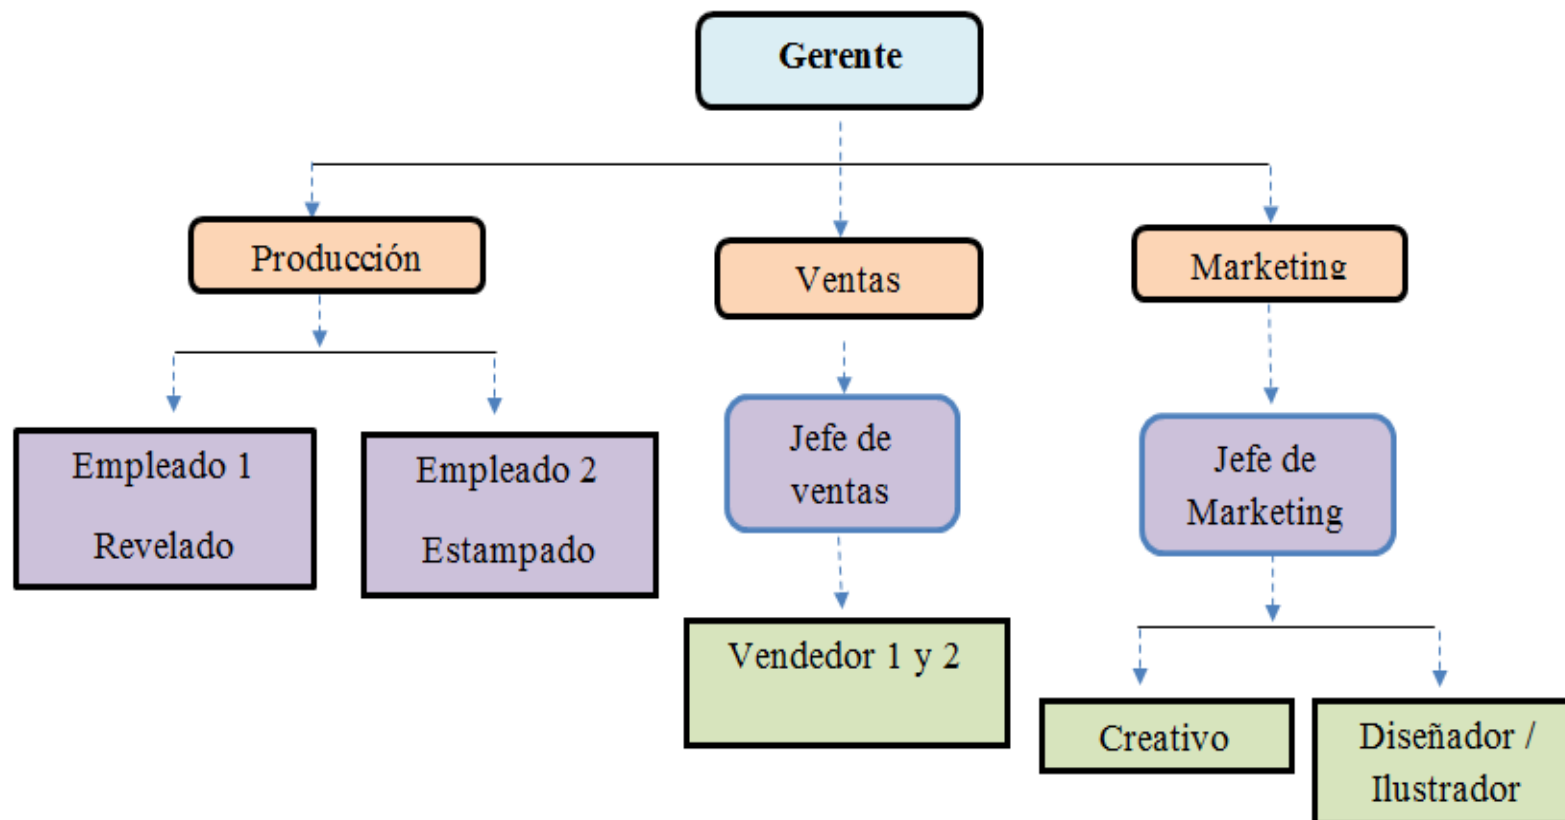 Gerente
Producción
Ventas
Marketing
Empleado 1
Revelado
Empleado 2
Estampado
Jefe de
ventas
Jefe de
Marketing
Vendedor 1 y 2
Creativo
Diseñador /
Ilustrador